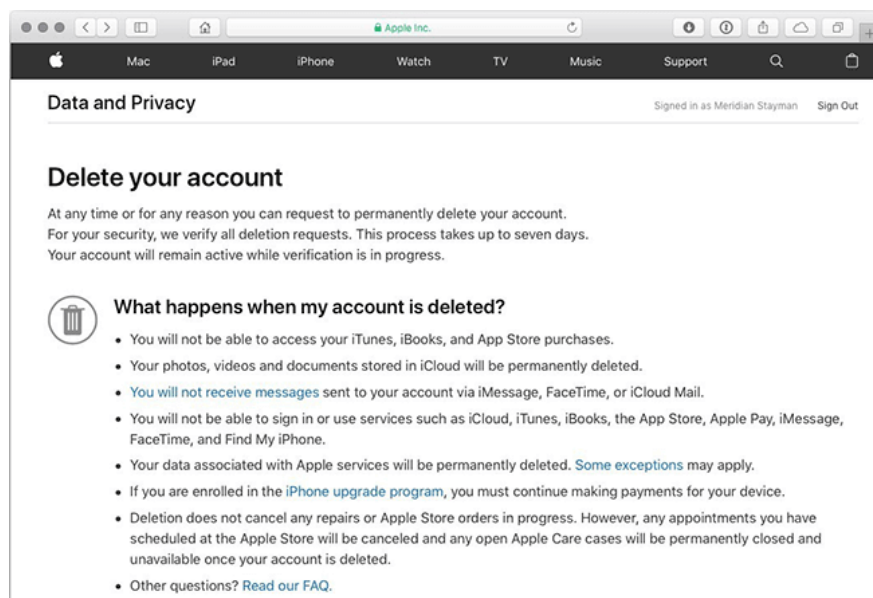 Apple Inc.
Mac iPad iPhone Watch TV Music Support
Data and Privacy
Signed in as Meridian Stayman Sign Out
Delete your account
At any time or for any reason you can request to permanently delete your account.
For your security, we verify all deletion requests. This process takes up to seven days.
Your account will remain active while verification is in progress.
What happens when my account is deleted?
• You will not be able to access your iTunes, iBooks, and App Store purchases.
• Your photos, videos and documents stored in iCloud will be permanently deleted.
• You will not receive messages sent to your account via iMessage, FaceTime, or iCloud Mail.
• You will not be able to sign in or use services such as iCloud, iTunes, iBooks, the App Store, Apple Pay, iMessage,
FaceTime, and Find My iPhone.
• Your data associated with Apple services will be permanently deleted. Some exceptions may apply.
• If you are enrolled in the iPhone upgrade program, you must continue making payments for your device.
• Deletion does not cancel any repairs or Apple Store orders in progress. However, any appointments you have
scheduled at the Apple Store will be canceled and any open Apple Care cases will be permanently closed and
unavailable once your account is deleted.
• Other questions? Read our FAQ.